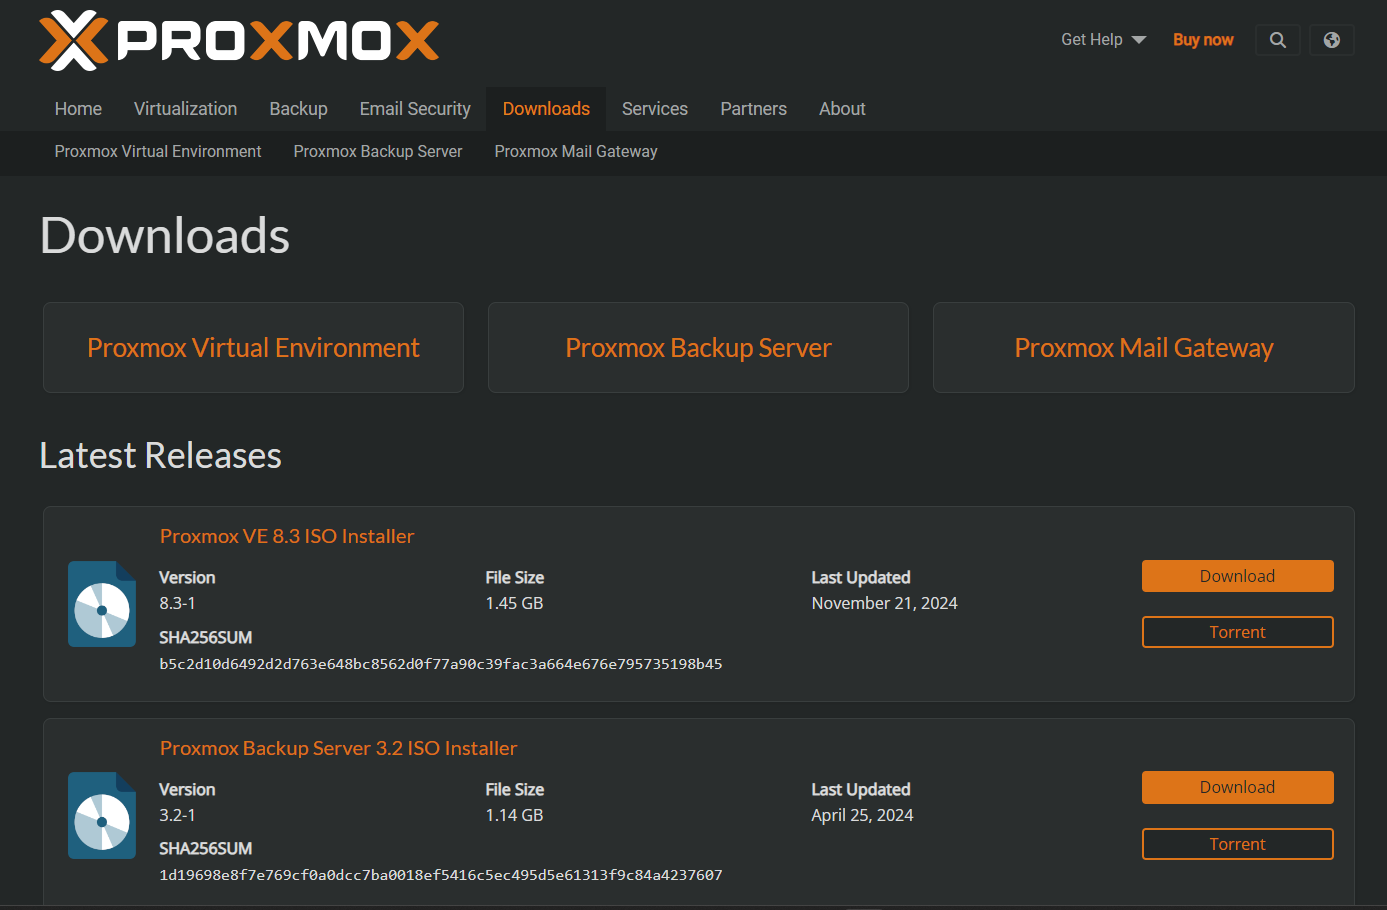 PROXMOX
Get Help
Buy now
Home Virtualization Backup Email Security Downloads Services Partners About
Proxmox Virtual Environment Proxmox Backup Server Proxmox Mail Gateway
Downloads
Proxmox Virtual Environment Proxmox Backup Server Proxmox Mail Gateway
Latest Releases
Proxmox VE 8.3 ISO Installer
Version File Size Last Updated Download
8.3-1 1.45 GB November 21, 2024
SHA256SUM Torrent
b5c2d10d6492d2d763e648bc8562d0f77a90c39fac3a664e676e795735198b45
Proxmox Backup Server 3.2 ISO Installer
Version File Size Last Updated Download
3.2-1 1.14 GB April 25, 2024
SHA256SUM Torrent
1d19698e8f7e769cf0a0dcc7ba0018ef5416c5ec495d5e61313f9c84a4237607